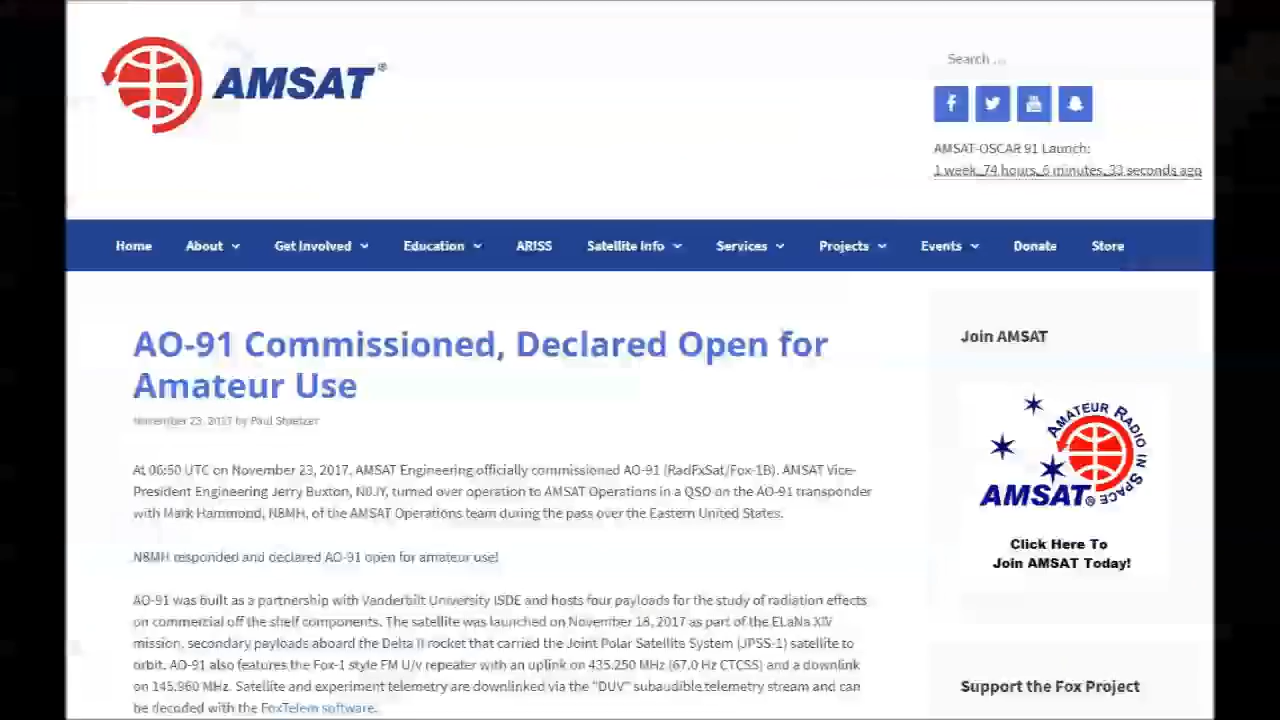 AMSAT®
Search ...
AMSAT-OSCAR 91 Launch:
1 week, 74 hours, 6 minutes, 33 seconds ago
Home About Get Involved Education ARISS Satellite Info Services Projects Events Donate Store
AO-91 Commissioned, Declared Open for
Amateur Use
November 23, 2017 by Paul Stoetzer
At 06:50 UTC on November 23, 2017, AMSAT Engineering officially commissioned AO-91 (RadFxSat/Fox-1B). AMSAT Vice-
President Engineering Jerry Buxton, N0JY, turned over operation to AMSAT Operations in a QSO on the AO-91 transponder
with Mark Hammond, N8MH, of the AMSAT Operations team during the pass over the Eastern United States.
N8MH responded and declared AO-91 open for amateur use!
AO-91 was built as a partnership with Vanderbilt University ISDE and hosts four payloads for the study of radiation effects
on commercial off the shelf components. The satellite was launched on November 18, 2017 as part of the ELaNa XIV
mission, secondary payloads aboard the Delta II rocket that carried the Joint Polar Satellite System (JPSS-1) satellite to
orbit. AO-91 also features the Fox-1 style FM U/v repeater with an uplink on 435.250 MHz (67.0 Hz CTCSS) and a downlink
on 145.960 MHz. Satellite and experiment telemetry are downlinked via the "DUV" subaudible telemetry stream and can
be decoded with the FoxTelem software.
Join AMSAT
AMATEUR RADIO IN SPACE
AMSAT®
Click Here To
Join AMSAT Today!
Support the Fox Project